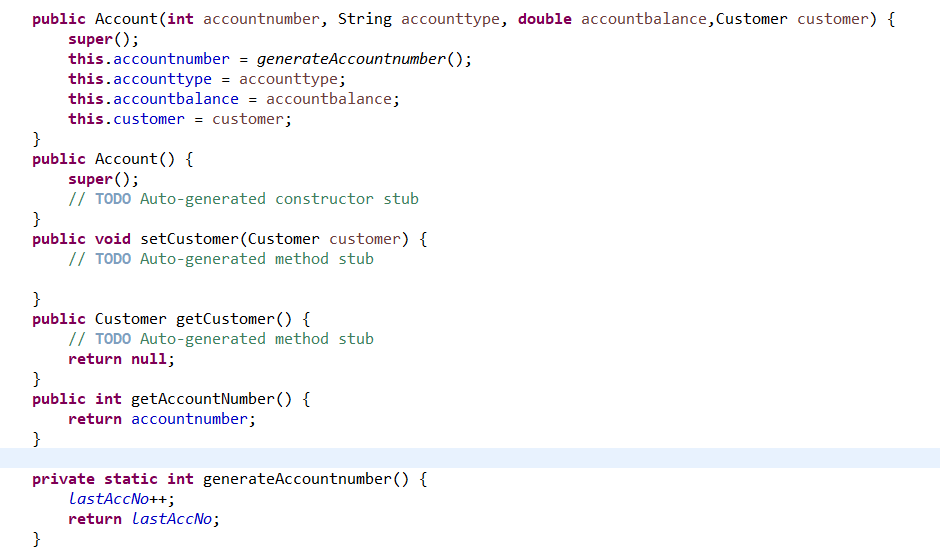 public Account(int accountnumber, String accounttype, double accountbalance,Customer customer) {
super();
this.accountnumber = generateAccountnumber();
this.accounttype = accounttype;
this.accountbalance = accountbalance;
this.customer = customer;
}
public Account() {
super();
// TODO Auto-generated constructor stub
}
public void setCustomer(Customer customer) {
// TODO Auto-generated method stub
}
public Customer getCustomer() {
// TODO Auto-generated method stub
return null;
}
public int getAccountNumber() {
return accountnumber;
}
private static int generateAccountnumber() {
lastAccNo++;
return lastAccNo;
}